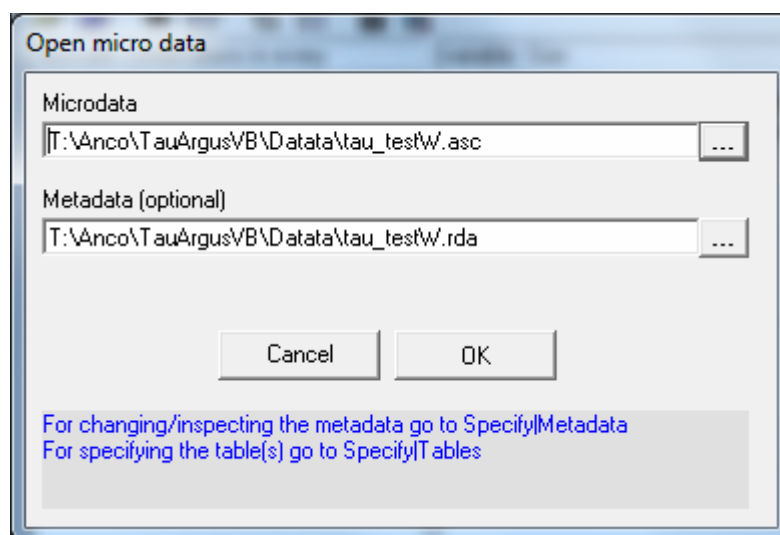 Open micro data
Microdata
T:\Anco\TauArgusVB\Datata\tau_testW.asc
...
Metadata (optional)
T:\Anco\TauArgusVB\Datata\tau_testW.rda
...
Cancel OK
For changing/inspecting the metadata go to Specify|Metadata
For specifying the table(s) go to Specify|Tables